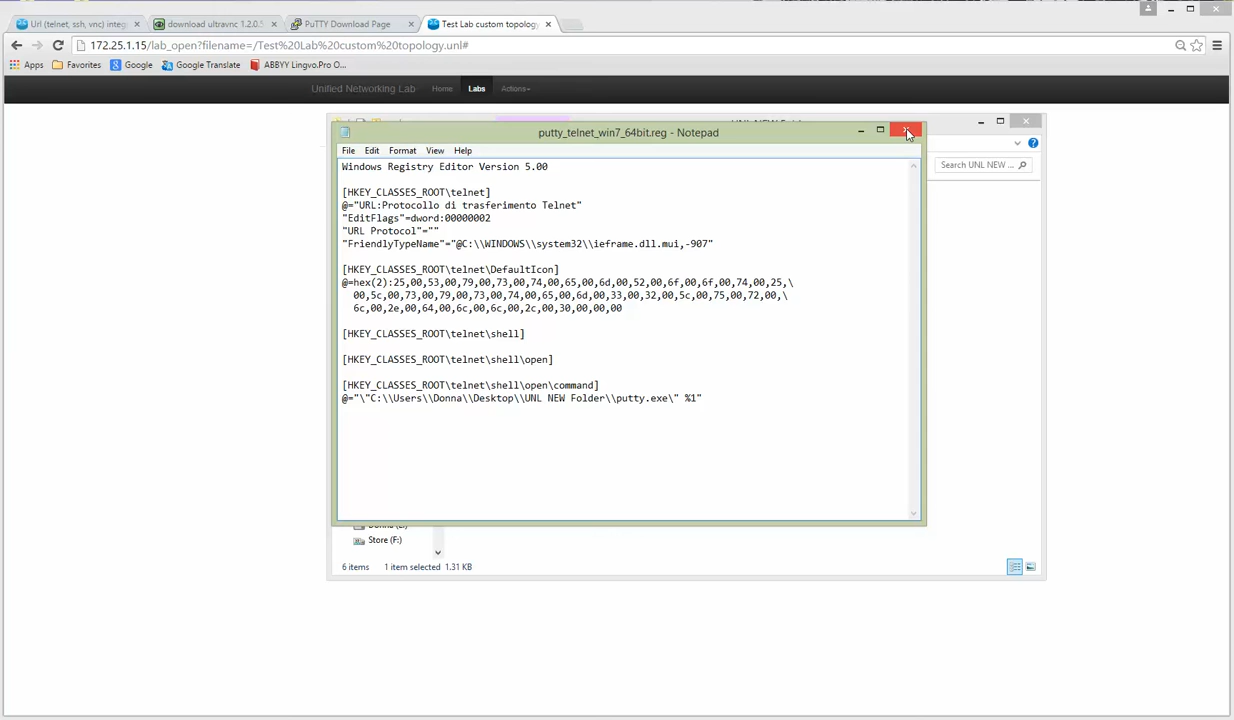 Url (telnet, ssh, vnc) integ
download ultravnc 1.2.0.5
PuTTY Download Page
Test Lab custom topology
172.25.1.15/lab_open?filename=/Test%20Lab%20custom%20topology.unl#
Apps Favorites Google Google Translate ABBYY Lingvo.Pro O...
Unified Networking Lab Home Labs Actions
putty_telnet_win7_64bit.reg - Notepad
File Edit Format View Help
Search UNL NEW ...
Windows Registry Editor Version 5.00
[HKEY_CLASSES_ROOT\telnet]
@="URL:Protocollo di trasferimento Telnet"
"EditFlags"=dword:00000002
"URL Protocol"=""
"FriendlyTypeName"="@C:\\WINDOWS\\system32\\ieframe.dll.mui,-907"
[HKEY_CLASSES_ROOT\telnet\DefaultIcon]
@=hex(2):25,00,53,00,79,00,73,00,74,00,65,00,6d,00,52,00,6f,00,6f,00,74,00,25,\
00,5c,00,73,00,79,00,73,00,74,00,65,00,6d,00,33,00,32,00,5c,00,75,00,72,00,\
6c,00,2e,00,64,00,6c,00,6c,00,2c,00,30,00,00,00
[HKEY_CLASSES_ROOT\telnet\shell]
[HKEY_CLASSES_ROOT\telnet\shell\open]
[HKEY_CLASSES_ROOT\telnet\shell\open\command]
@="\"C:\\Users\\Donna\\Desktop\\UNL NEW Folder\\putty.exe\" %1"
Store (F:)
6 items 1 item selected 1.31 KB